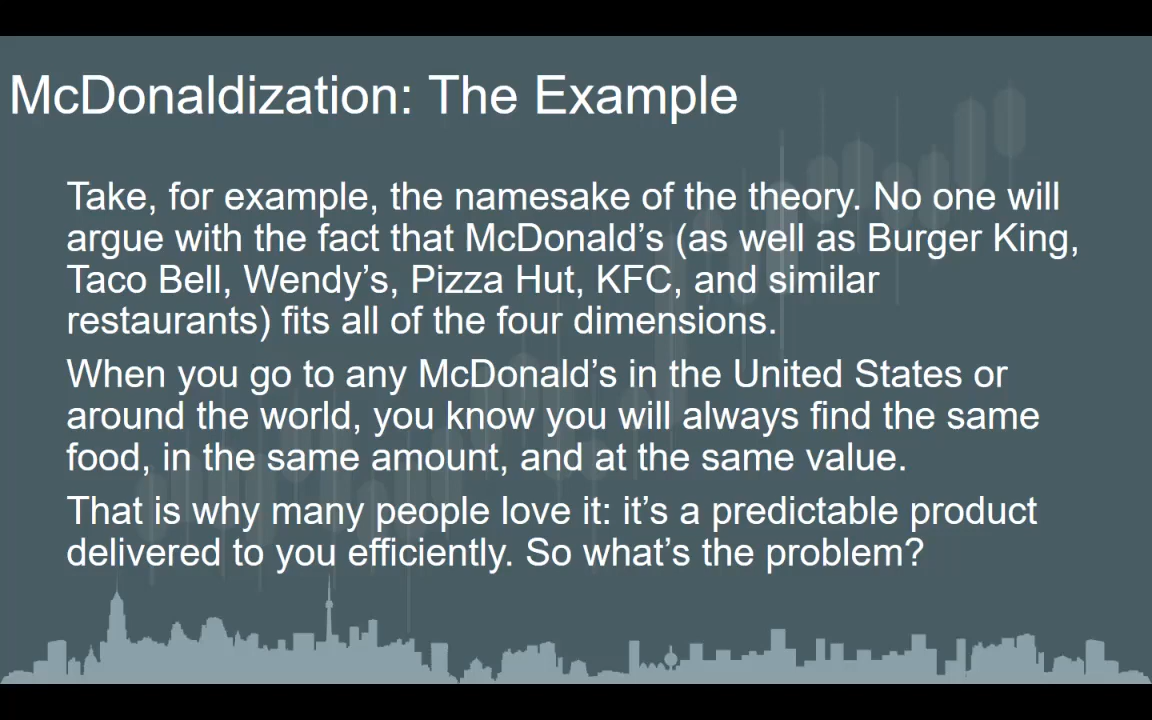 McDonaldization: The Example
Take, for example, the namesake of the theory. No one will
argue with the fact that McDonald’s (as well as Burger King,
Taco Bell, Wendy’s, Pizza Hut, KFC, and similar
restaurants) fits all of the four dimensions.
When you go to any McDonald’s in the United States or
around the world, you know you will always find the same
food, in the same amount, and at the same value.
That is why many people love it: it’s a predictable product
delivered to you efficiently. So what’s the problem?